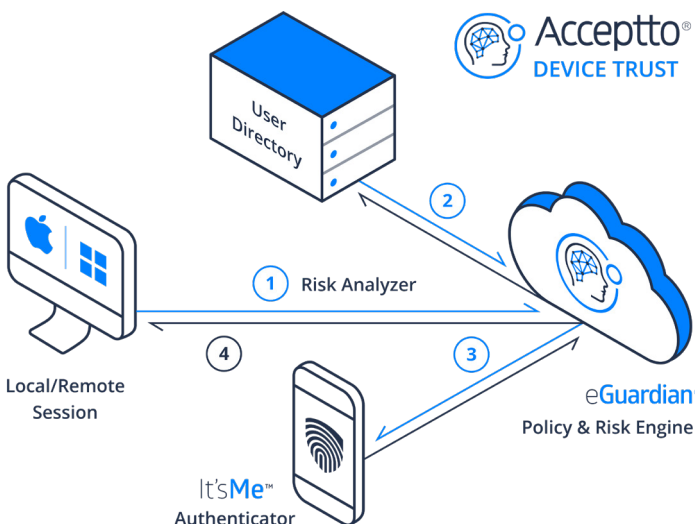 Acceptto®
DEVICE TRUST
User
Directory
2
1
Risk Analyzer
4
3
Local/Remote
Session
eGuardian
Policy & Risk Engine
It'sMe™
Authenticator